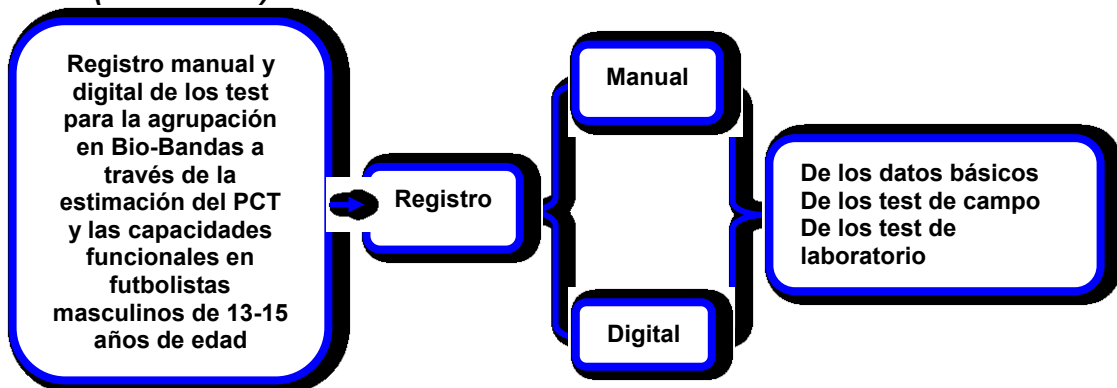 Registro manual y
digital de los test
para la agrupación
en Bio-Bandas a
través de la
estimación del PCT
y las capacidades
funcionales en
futbolistas
masculinos de 13-15
años de edad
Registro
Manual
Digital
De los datos básicos
De los test de campo
De los test de
laboratorio